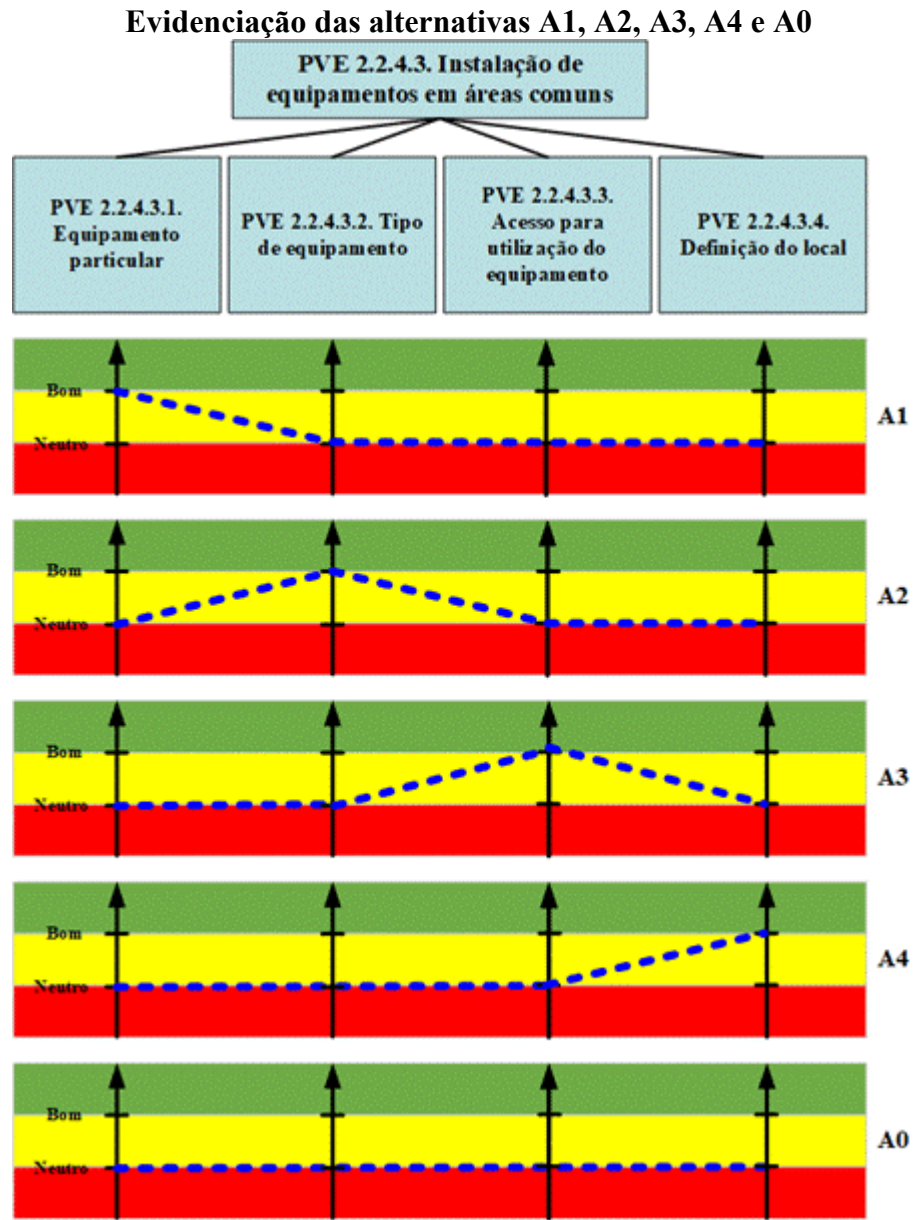 Evidenciação das alternativas A1, A2, A3, A4 e A0
PVE 2.2.4.3. Instalação de
equipamentos em áreas comuns
PVE 2.2.4.3.1.
Equipamento
particular
PVE 2.2.4.3.2. Tipo
de equipamento
PVE 2.2.4.3.3.
Acesso para
utilização do
equipamento
PVE 2.2.4.3.4.
Definição do local
Bom
Neutro
A1
Bom
Neutro
A2
Bom
Neutro
A3
Bom
Neutro
A4
Bom
Neutro
A0